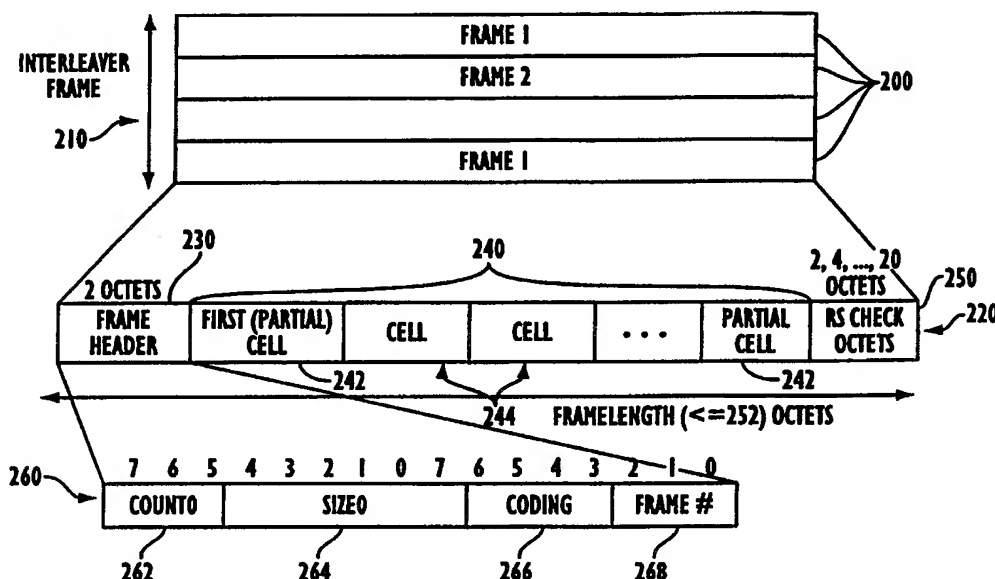 FRAME 1
INTERLEAVER
FRAME
FRAME 2
200
210
FRAME 1
230
240
2, 4, ..., 20
OCTETS
2 OCTETS
250
FRAME
HEADER
FIRST (PARTIAL)
CELL
CELL
CELL
...
PARTIAL
CELL
RS CHECK
OCTETS
220
242
242
244
FRAMELENGTH (<=252) OCTETS
7 6 5 4 3 2 1 0 7 6 5 4 3 2 1 0
260
COUNT0
SIZE0
CODING
FRAME #
262
264
266
268